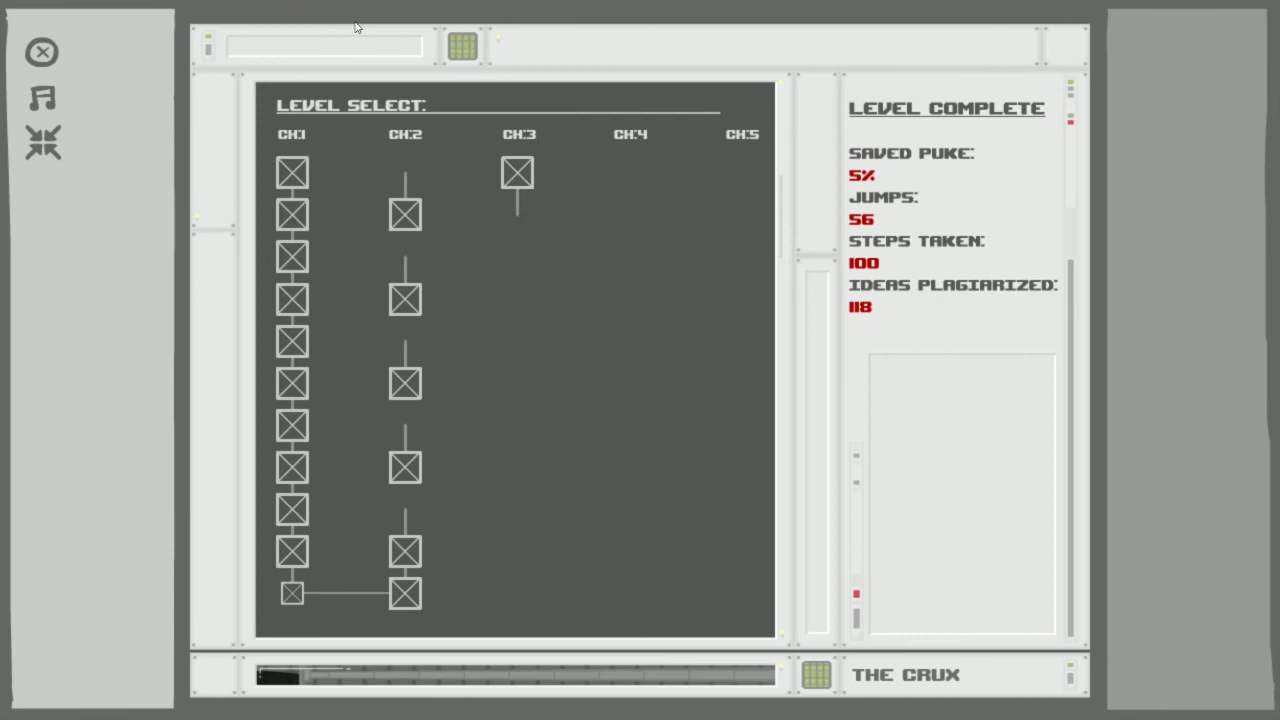 LEVEL SELECT:
CH:1 CH:2 CH:3 CH:4 CH:5
LEVEL COMPLETE
SAVED PUKE:
5%
JUMPS:
56
STEPS TAKEN:
100
IDEAS PLAGIARIZED:
118
THE CRUX